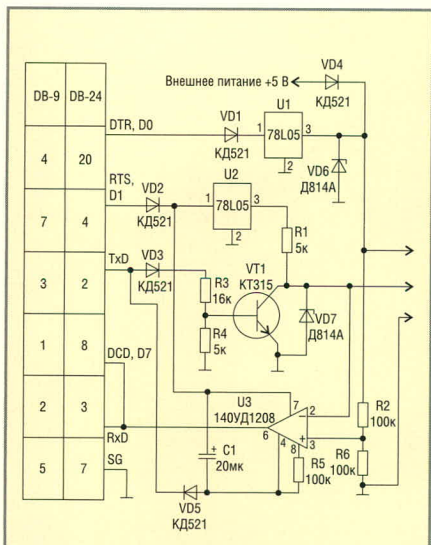 VD4
Внешнее питание +5 В
КД521
DB-9 DB-24
U1
DTR, D0
VD1
1 78L05 3
КД521
2
4 20
U2
VD6
Д814А
RTS,
D1
VD2
1 78L05 3
КД521
2
7 4
R1
5к
TxD
VD3
КД521
3 2
VT1
КТ315
R3
16к
R4
5к
VD7
Д814А
1 8
DCD, D7
U3
140УД1208
7
2
6
3
4
8
R2
100к
2 3
RxD
C1
20мк
+
R5
100к
R6
100к
SG
5 7
VD5
КД521